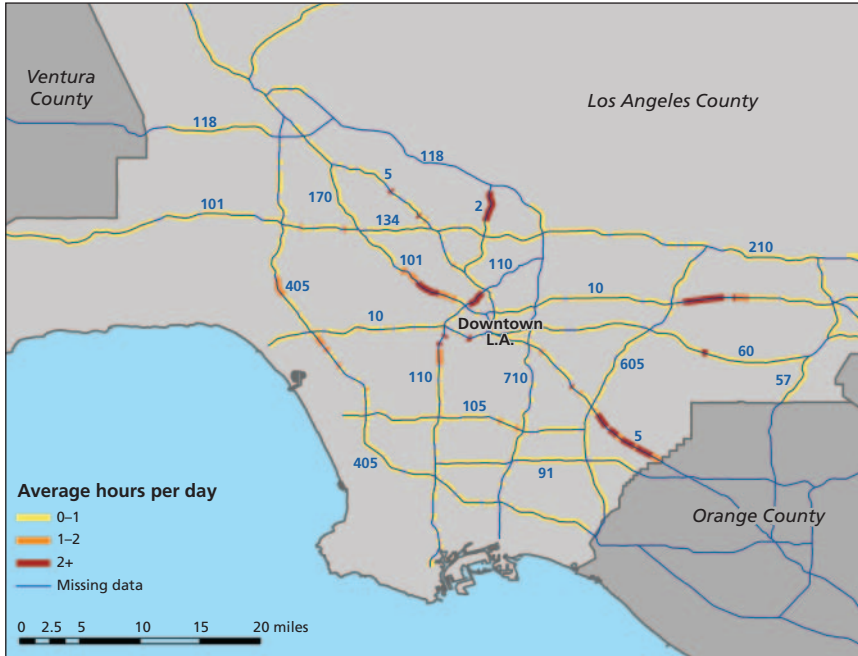 Ventura
County
Los Angeles County
118
118
5
170
2
101
134
210
101
110
405
10
10
Downtown
L.A.
60
605
110
710
57
105
5
405
91
Orange County
Average hours per day
0–1
1–2
2+
Missing data
0 2.5 5 10 15 20 miles